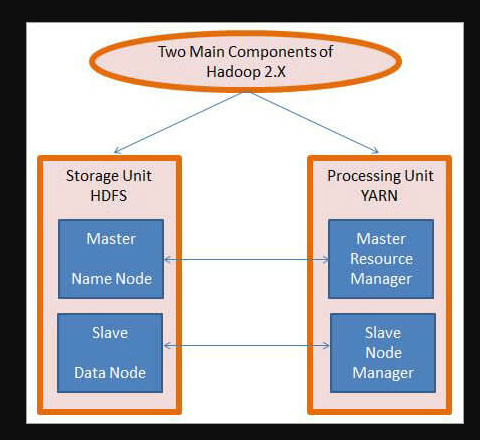 Two Main Components of
Hadoop 2.X
Storage Unit
HDFS
Master
Name Node
Slave
Data Node
Processing Unit
YARN
Master
Resource
Manager
Slave
Node
Manager